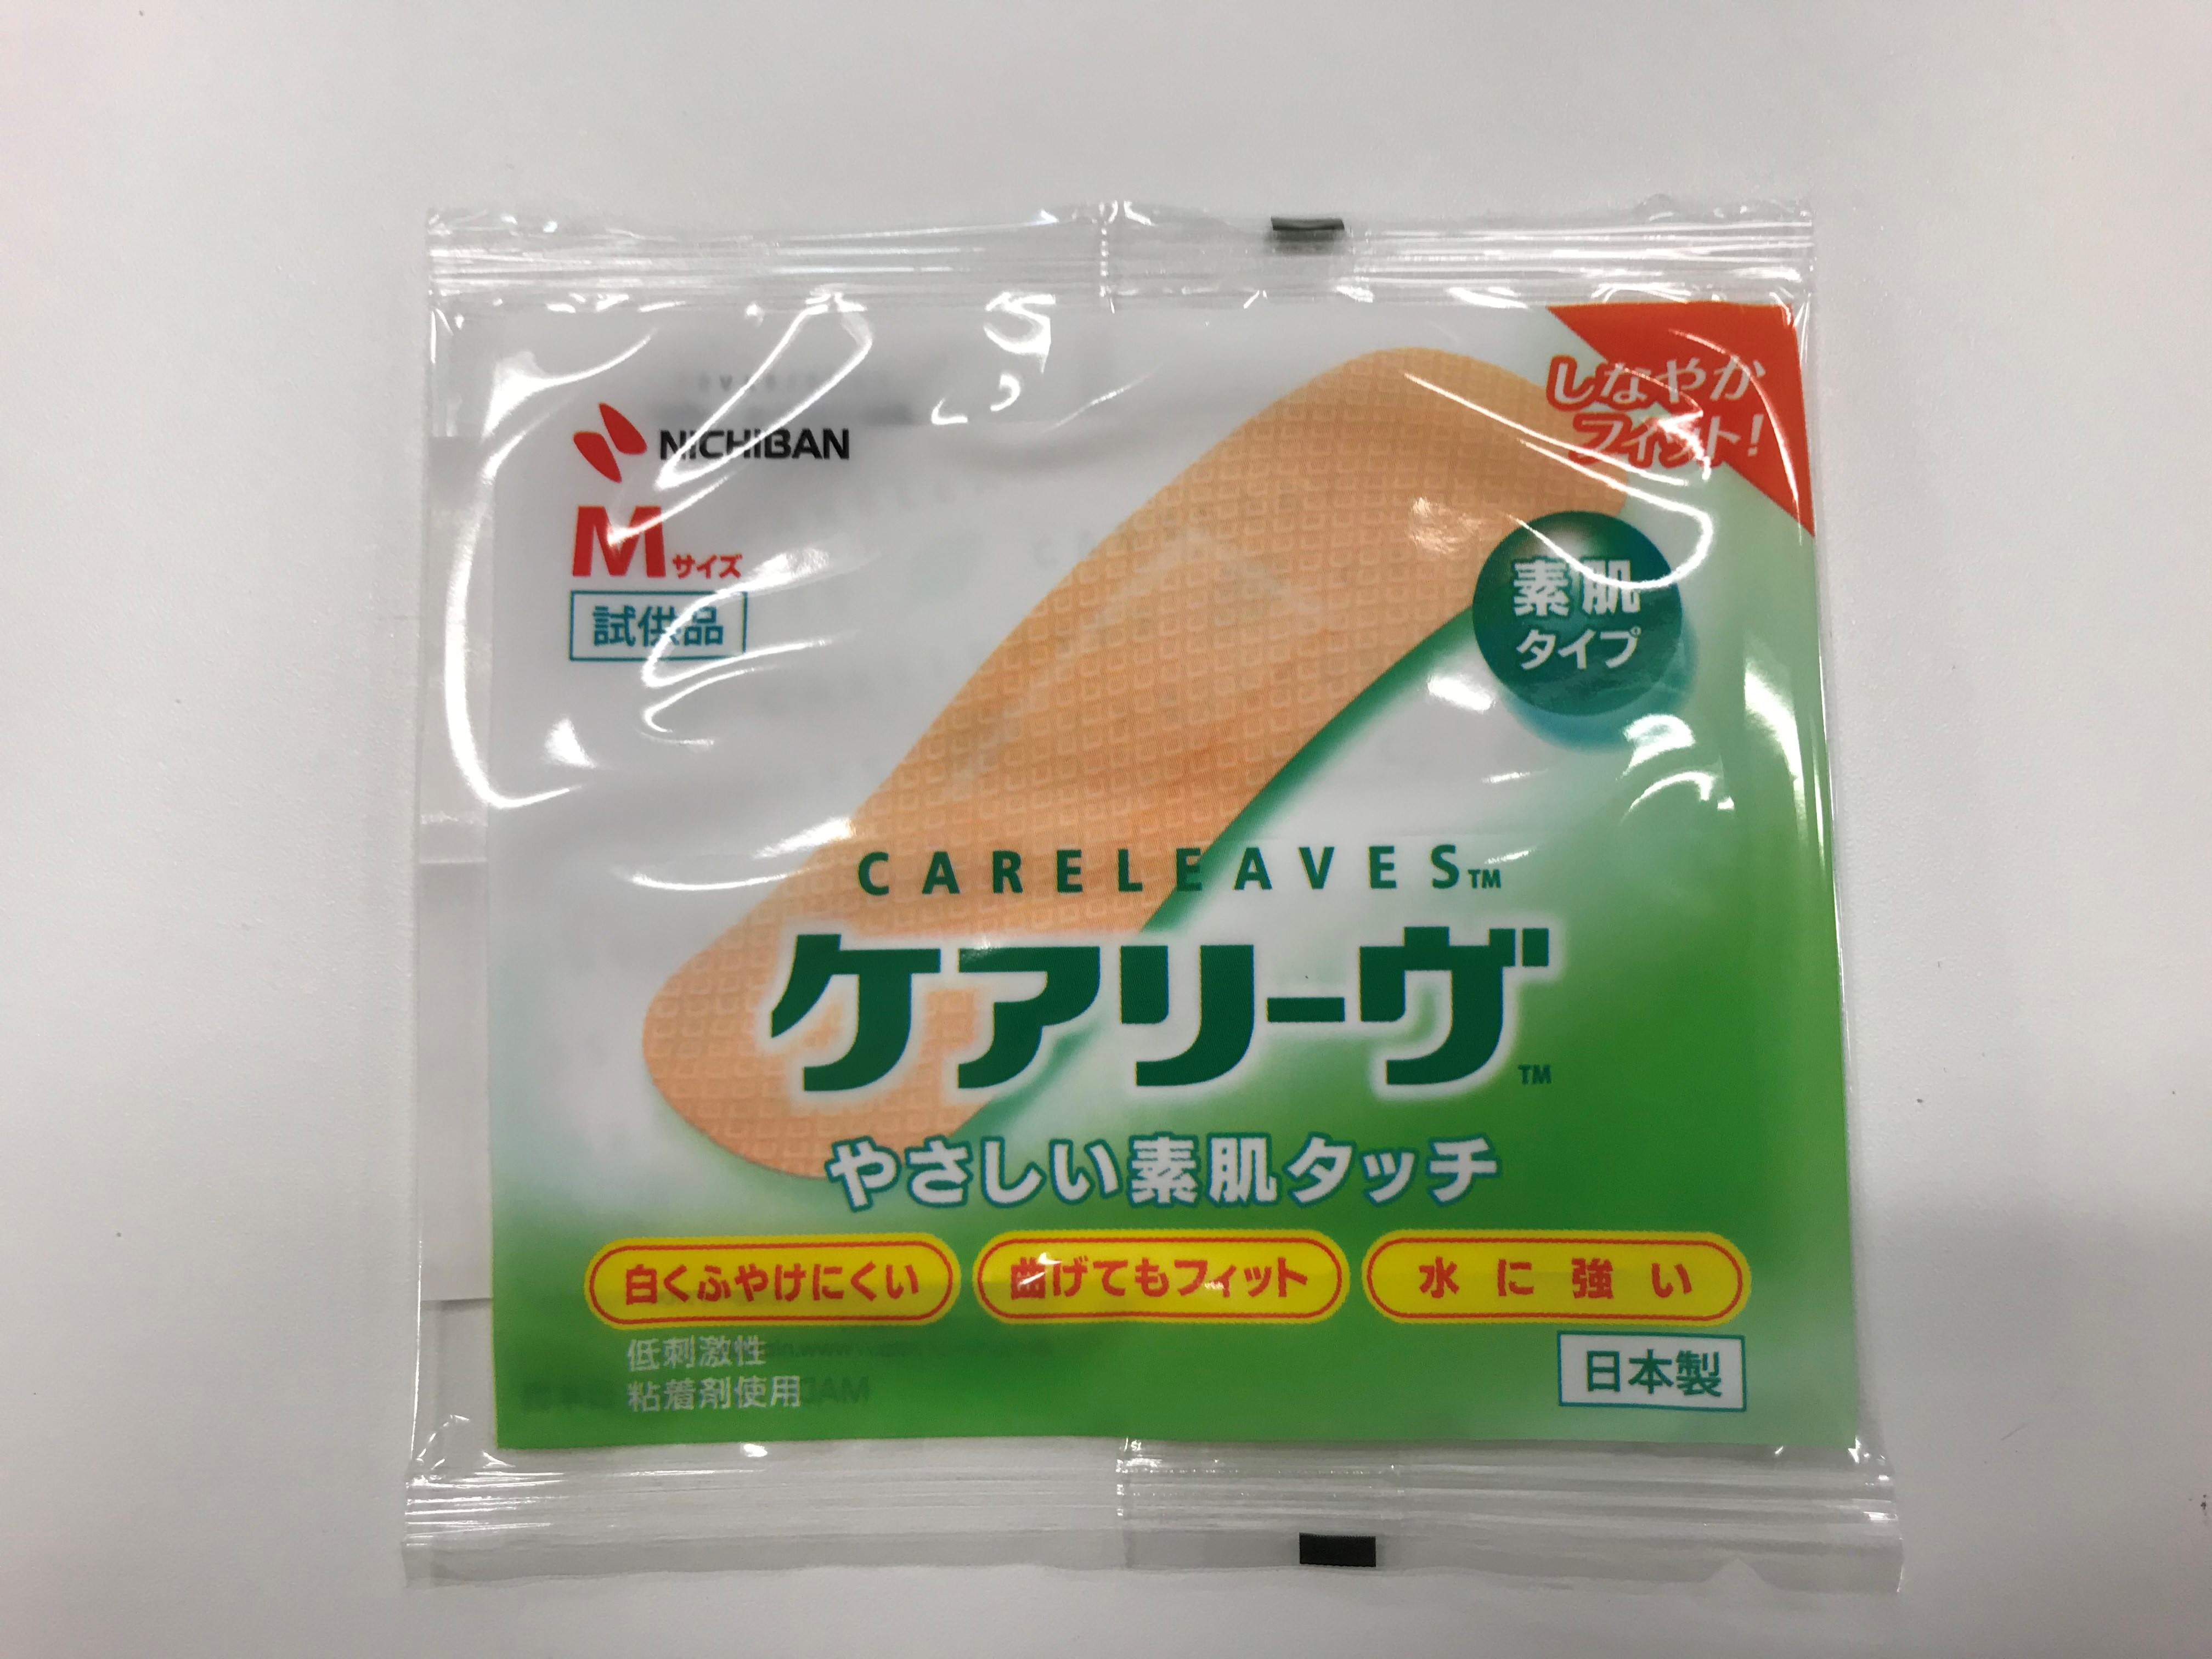 NICHIBAN
Mサイズ
試供品
しなやか
フィット!
素肌
タイプ
CARELEAVES™
ケアリーヴ™
やさしい素肌タッチ
白くふやけにくい
曲げてもフィット
水に強い
低刺激性
粘着剤使用
日本製